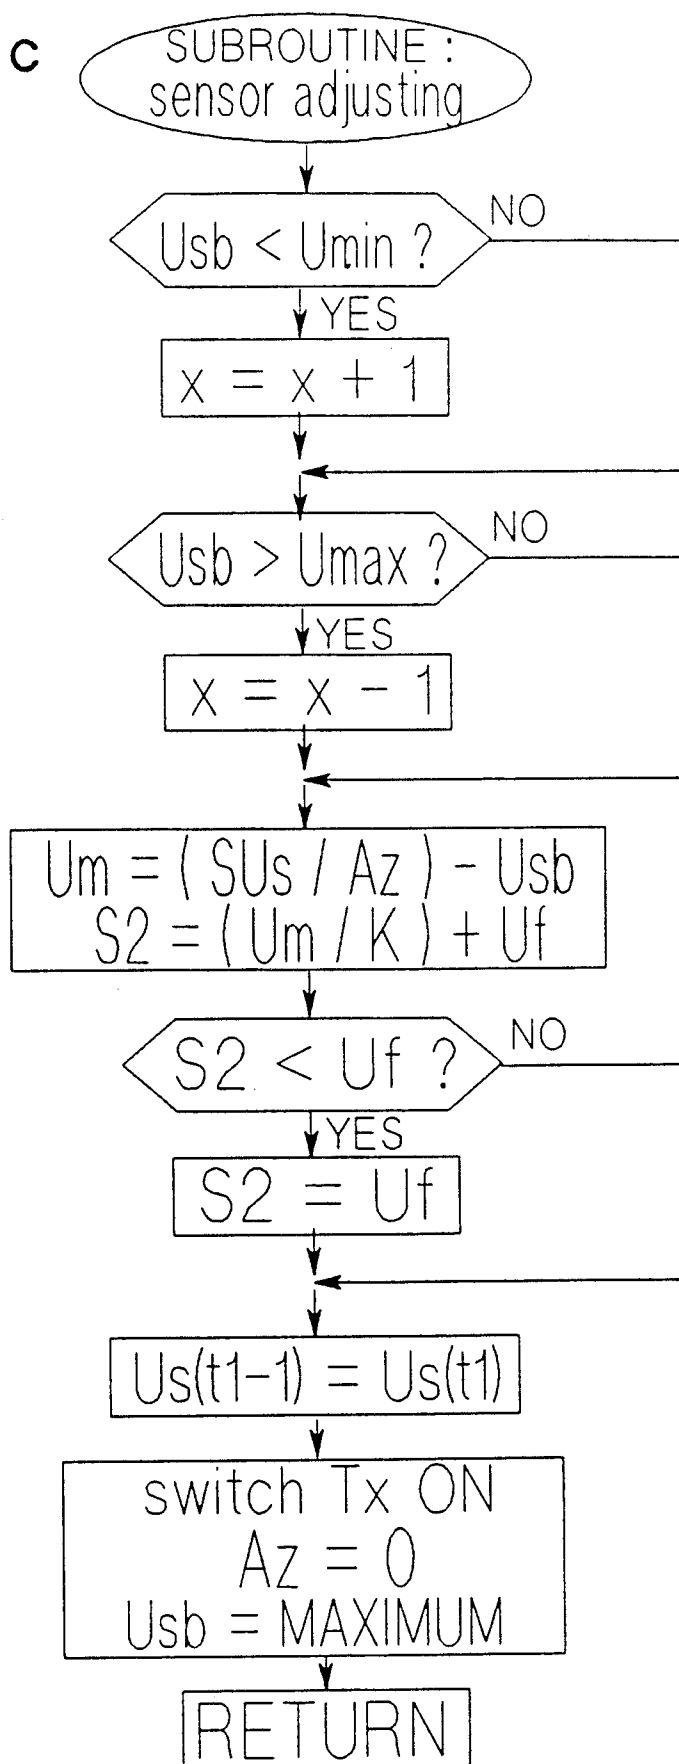 C
SUBROUTINE :
sensor adjusting
Usb < Umin ?
NO
YES
x = x + 1
Usb > Umax ?
NO
YES
x = x - 1
Um = ( SUs / Az ) - Usb
S2 = ( Um / K ) + Uf
S2 < Uf ?
NO
YES
S2 = Uf
Us(t1-1) = Us(t1)
switch Tx ON
Az = 0
Usb = MAXIMUM
RETURN